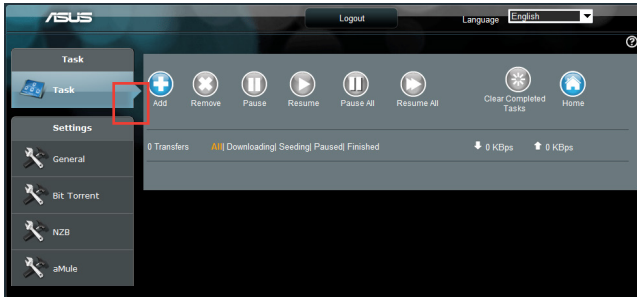 ASUS
Logout
Language English
?
Task
Task
Add Remove Pause Resume Pause All Resume All Clear Completed Tasks Home
Settings
0 Transfers All| Downloading| Seeding| Paused| Finished 0 KBps 0 KBps
General
Bit Torrent
NZB
aMule